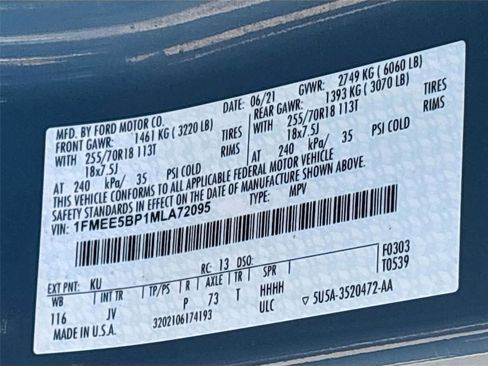 MFD. BY FORD MOTOR CO. DATE: 06/21 GVWR: 2749 KG ( 6060 LB)
FRONT GAWR: 1461 KG ( 3220 LB) REAR GAWR: 1393 KG ( 3070 LB)
WITH 255/70R18 113T TIRES WITH 255/70R18 113T TIRES
18x7.5J RIMS 18x7.5J RIMS
AT 240 kPa/ 35 PSI COLD AT 240 kPa/ 35 PSI COLD
THIS VEHICLE CONFORMS TO ALL APPLICABLE FEDERAL MOTOR VEHICLE
SAFETY STANDARDS IN EFFECT ON THE DATE OF MANUFACTURE SHOWN ABOVE.
VIN: 1FMEE5BP1MLA72095 TYPE: MPV
EXT PNT: KU RC: 13 DSO: F0303
WB INT TR TP/PS R AXLE TR SPR T0539
116 JV P 73 T HHHH
MADE IN U.S.A. 3202106174193 ULC ▽ 5U5A-3520472-AA